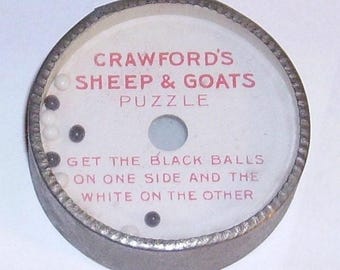 CRAWFORD'S
SHEEP & GOATS
PUZZLE
GET THE BLACK BALLS
ON ONE SIDE AND THE
WHITE ON THE OTHER